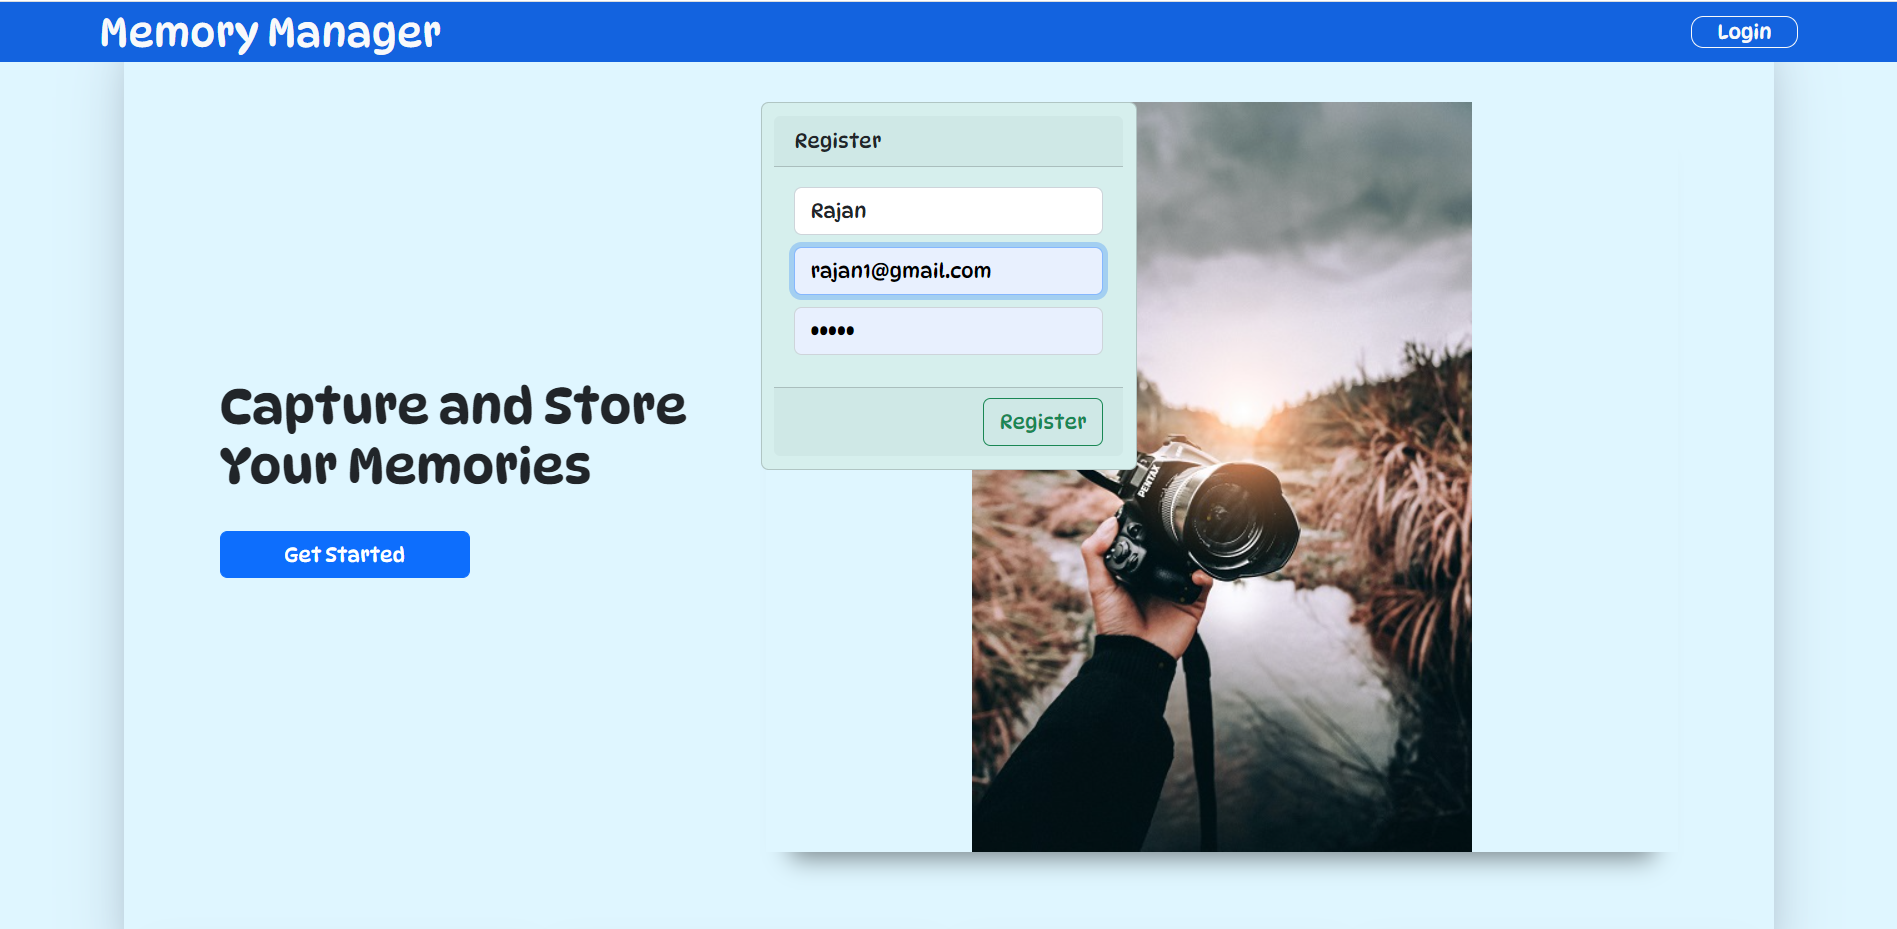 Memory Manager
Login
Register
Rajan
rajan1@gmail.com
•••••
Register
Capture and Store
Your Memories
Get Started
PENTAX